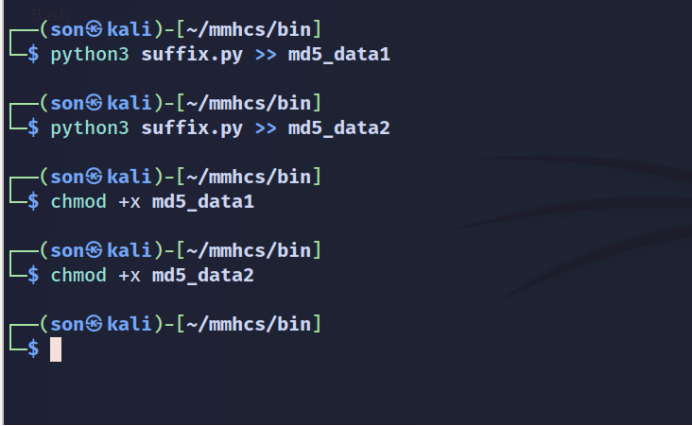 ┌──(son㉿kali)-[~/mmhcs/bin]
└─$ python3 suffix.py >> md5_data1
┌──(son㉿kali)-[~/mmhcs/bin]
└─$ python3 suffix.py >> md5_data2
┌──(son㉿kali)-[~/mmhcs/bin]
└─$ chmod +x md5_data1
┌──(son㉿kali)-[~/mmhcs/bin]
└─$ chmod +x md5_data2
┌──(son㉿kali)-[~/mmhcs/bin]
└─$